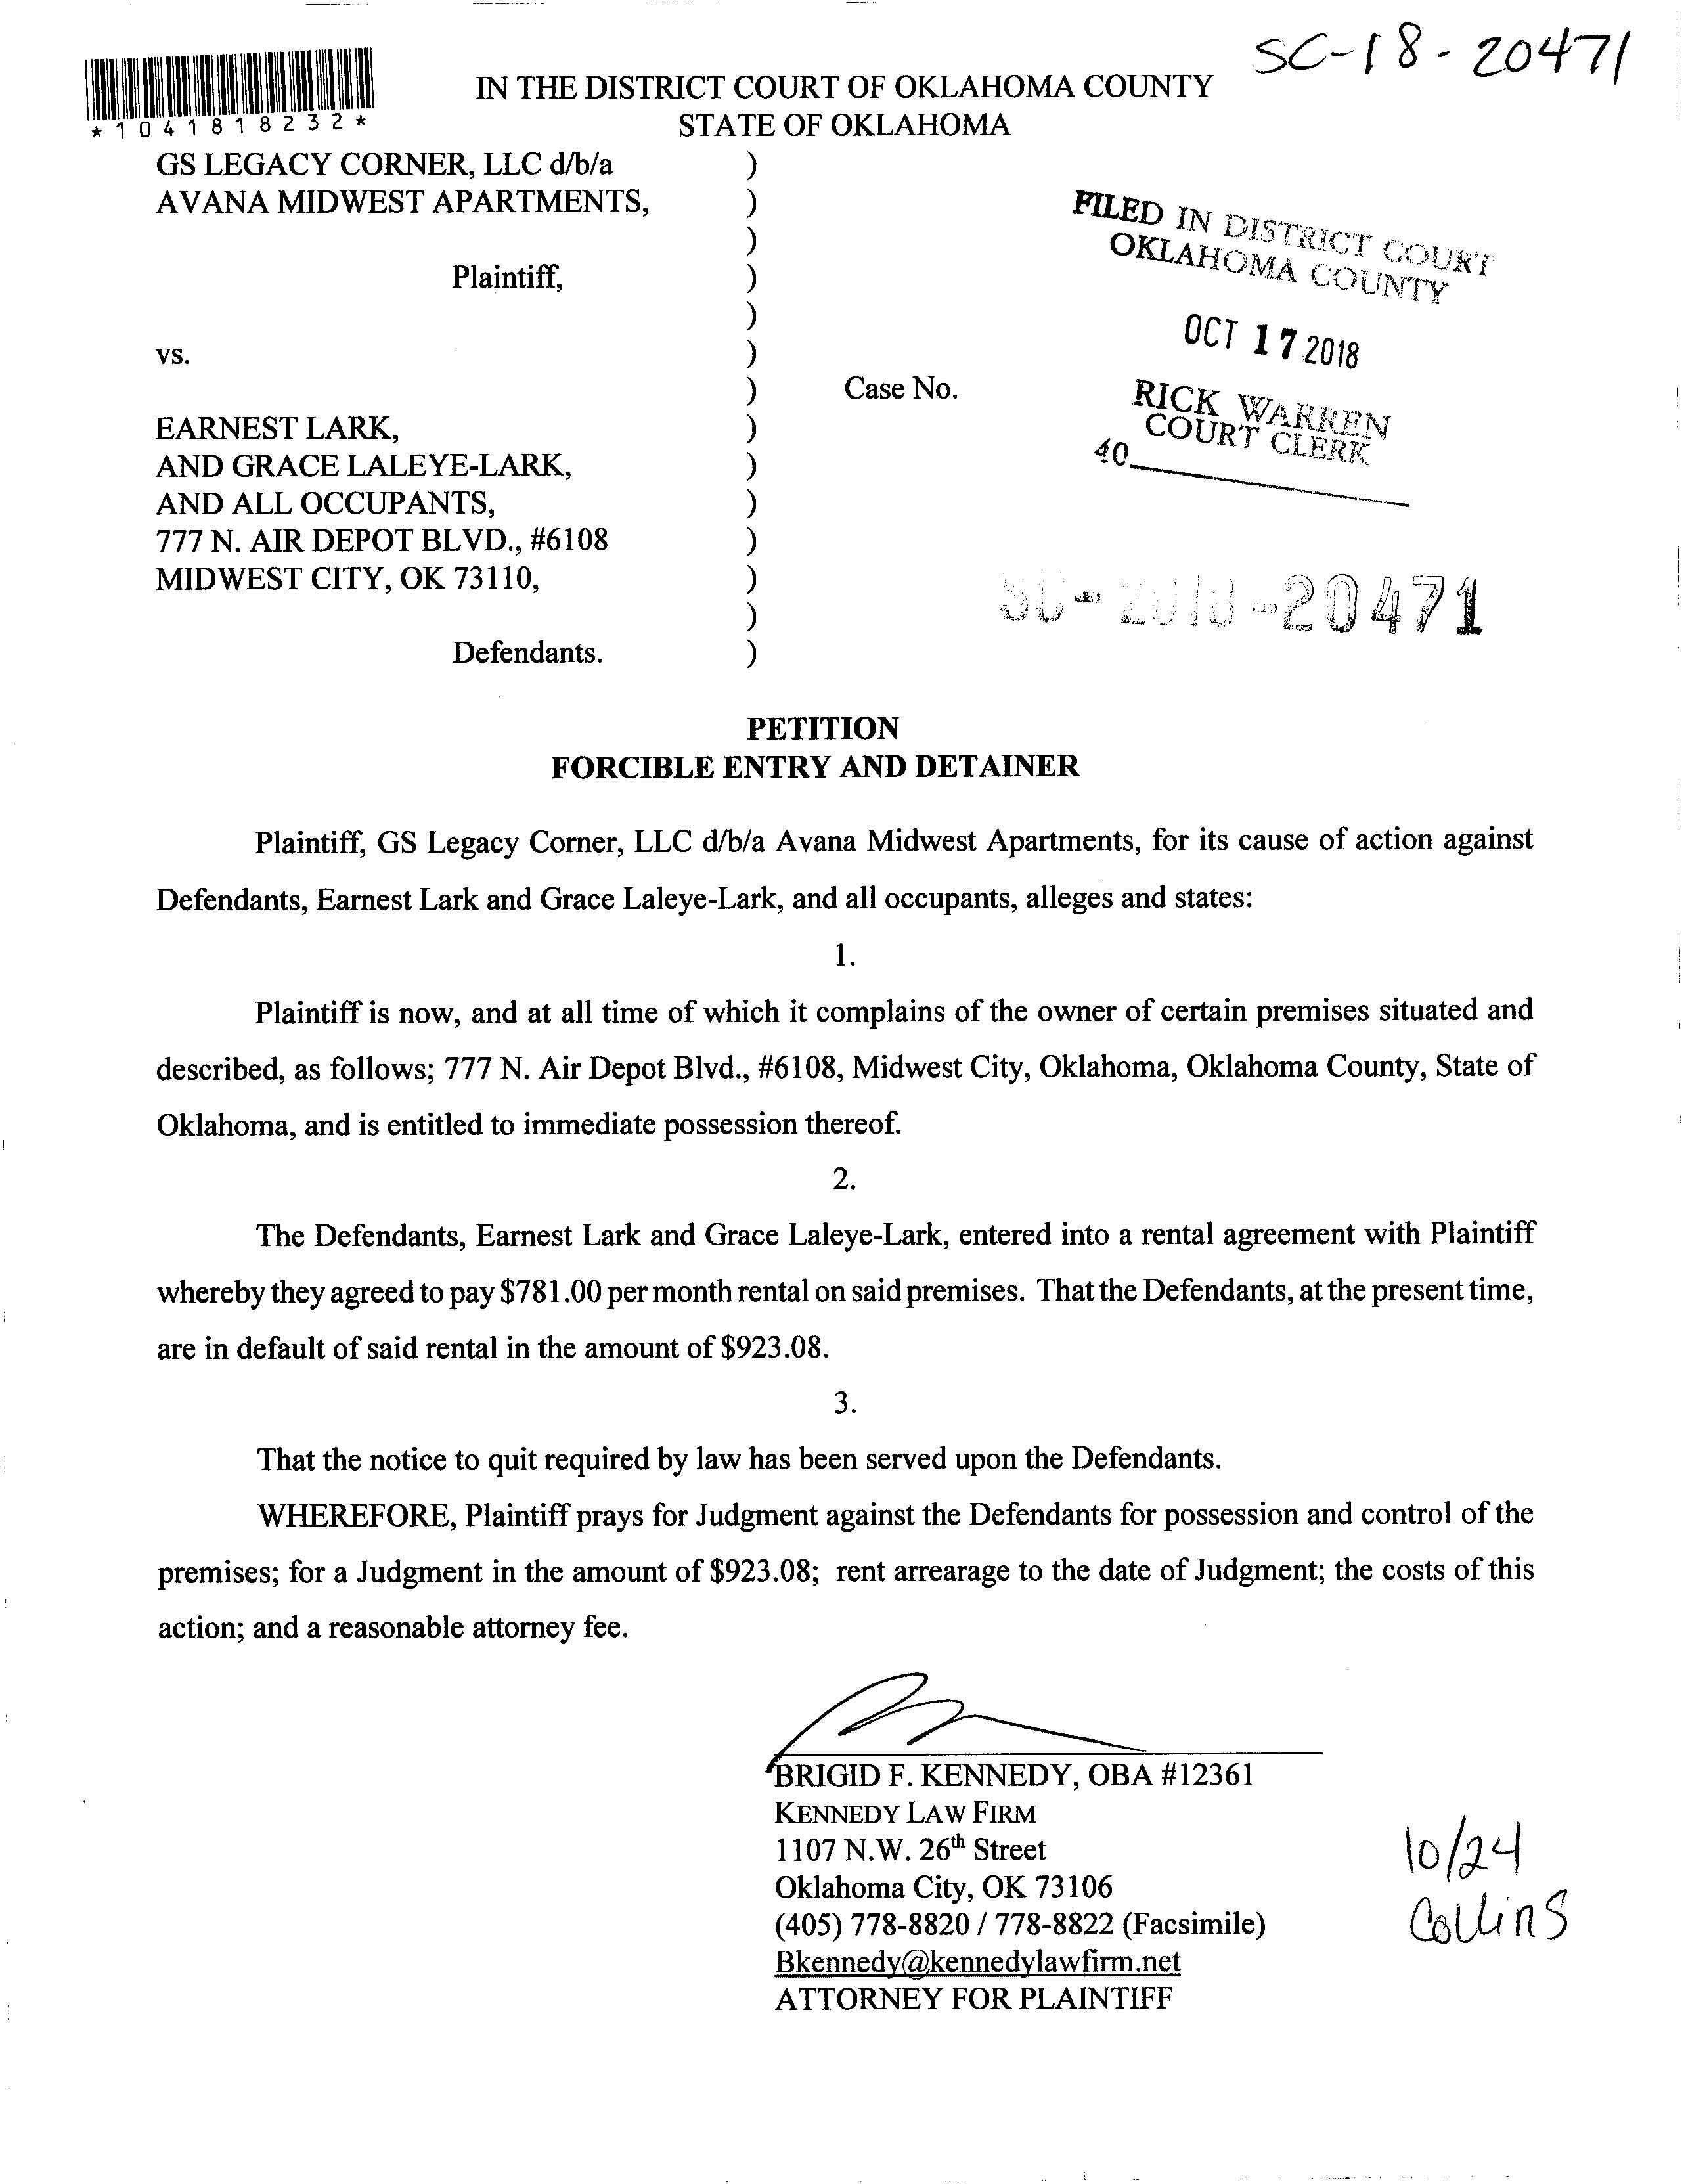 SC-18-20471
*1041818232*
IN THE DISTRICT COURT OF OKLAHOMA COUNTY
STATE OF OKLAHOMA
GS LEGACY CORNER, LLC d/b/a )
AVANA MIDWEST APARTMENTS, )
)
Plaintiff, )
)
vs. )
) Case No.
EARNEST LARK, )
AND GRACE LALEYE-LARK, )
AND ALL OCCUPANTS, )
777 N. AIR DEPOT BLVD., #6108 )
MIDWEST CITY, OK 73110, )
)
Defendants. )
FILED IN DISTRICT COURT
OKLAHOMA COUNTY
OCT 17 2018
RICK WARREN
COURT CLERK
40
SC-2018-20471
PETITION
FORCIBLE ENTRY AND DETAINER
Plaintiff, GS Legacy Corner, LLC d/b/a Avana Midwest Apartments, for its cause of action against
Defendants, Earnest Lark and Grace Laleye-Lark, and all occupants, alleges and states:
1.
Plaintiff is now, and at all time of which it complains of the owner of certain premises situated and
described, as follows; 777 N. Air Depot Blvd., #6108, Midwest City, Oklahoma, Oklahoma County, State of
Oklahoma, and is entitled to immediate possession thereof.
2.
The Defendants, Earnest Lark and Grace Laleye-Lark, entered into a rental agreement with Plaintiff
whereby they agreed to pay $781.00 per month rental on said premises. That the Defendants, at the present time,
are in default of said rental in the amount of $923.08.
3.
That the notice to quit required by law has been served upon the Defendants.
WHEREFORE, Plaintiff prays for Judgment against the Defendants for possession and control of the
premises; for a Judgment in the amount of $923.08; rent arrearage to the date of Judgment; the costs of this
action; and a reasonable attorney fee.
BRIGID F. KENNEDY, OBA #12361
KENNEDY LAW FIRM
1107 N.W. 26th Street
Oklahoma City, OK 73106
(405) 778-8820 / 778-8822 (Facsimile)
Bkennedy@kennedylawfirm.net
ATTORNEY FOR PLAINTIFF
10/24
Collins